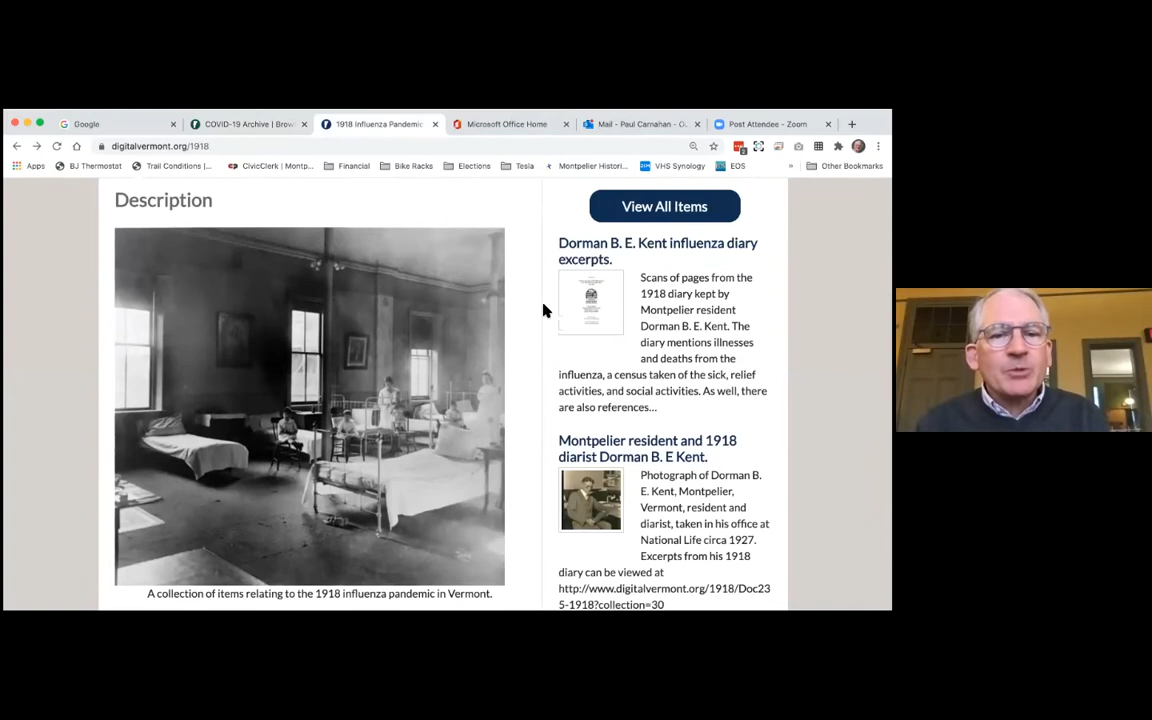 Google
COVID-19 Archive | Brow
1918 Influenza Pandemic
Microsoft Office Home
Mail - Paul Carnahan - O
Post Attendee - Zoom
digitalvermont.org/1918
Apps
BJ Thermostat
Trail Conditions |...
CivicClerk | Montp...
Financial
Bike Racks
Elections
Tesla
Montpelier Histori...
VHS Synology
EOS
»
Other Bookmarks
Description
View All Items
Dorman B. E. Kent influenza diary
excerpts.
Scans of pages from the
1918 diary kept by
Montpelier resident
Dorman B. E. Kent. The
diary mentions illnesses
and deaths from the
influenza, a census taken of the sick, relief
activities, and social activities. As well, there
are also references...
Montpelier resident and 1918
diarist Dorman B. E Kent.
Photograph of Dorman B.
E. Kent, Montpelier,
Vermont, resident and
diarist, taken in his office at
National Life circa 1927.
Excerpts from his 1918
diary can be viewed at
http://www.digitalvermont.org/1918/Doc23
5-1918?collection=30
A collection of items relating to the 1918 influenza pandemic in Vermont.